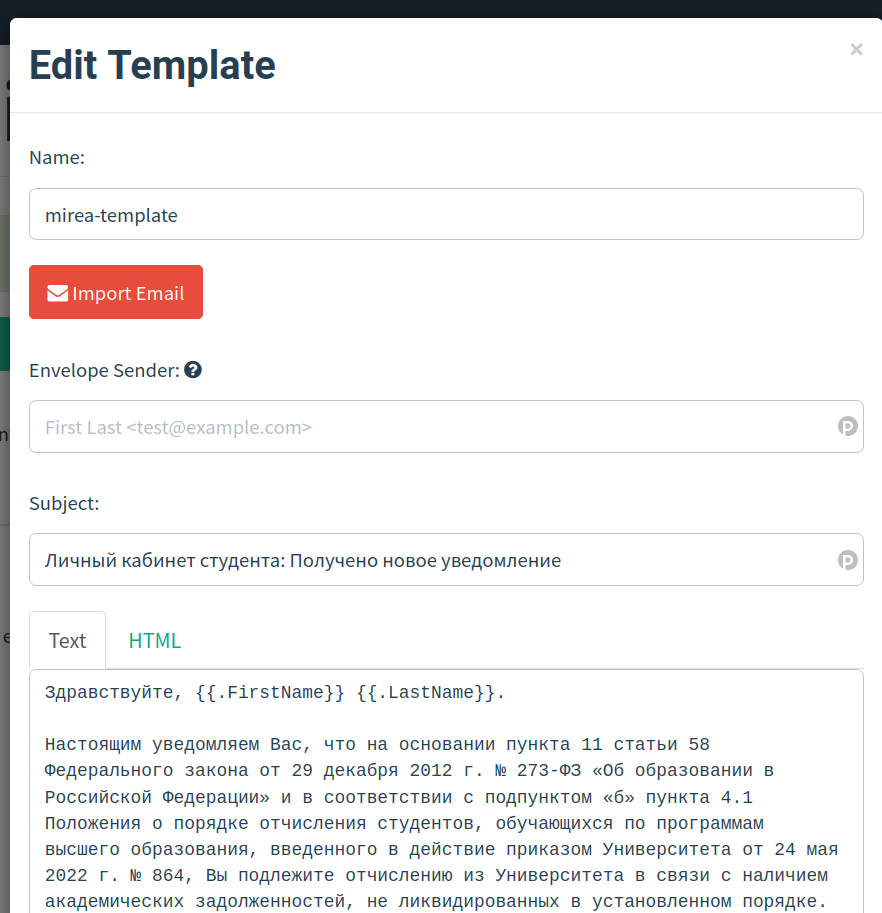 Edit Template
×
Name:
mirea-template
Import Email
Envelope Sender:
First Last <test@example.com>
Subject:
Личный кабинет студента: Получено новое уведомление
Text HTML
Здравствуйте, {{.FirstName}} {{.LastName}}.
Настоящим уведомляем Вас, что на основании пункта 11 статьи 58
Федерального закона от 29 декабря 2012 г. № 273-ФЗ «Об образовании в
Российской Федерации» и в соответствии с подпунктом «б» пункта 4.1
Положения о порядке отчисления студентов, обучающихся по программам
высшего образования, введенного в действие приказом Университета от 24 мая
2022 г. № 864, Вы подлежите отчислению из Университета в связи с наличием
академических задолженностей, не ликвидированных в установленном порядке.